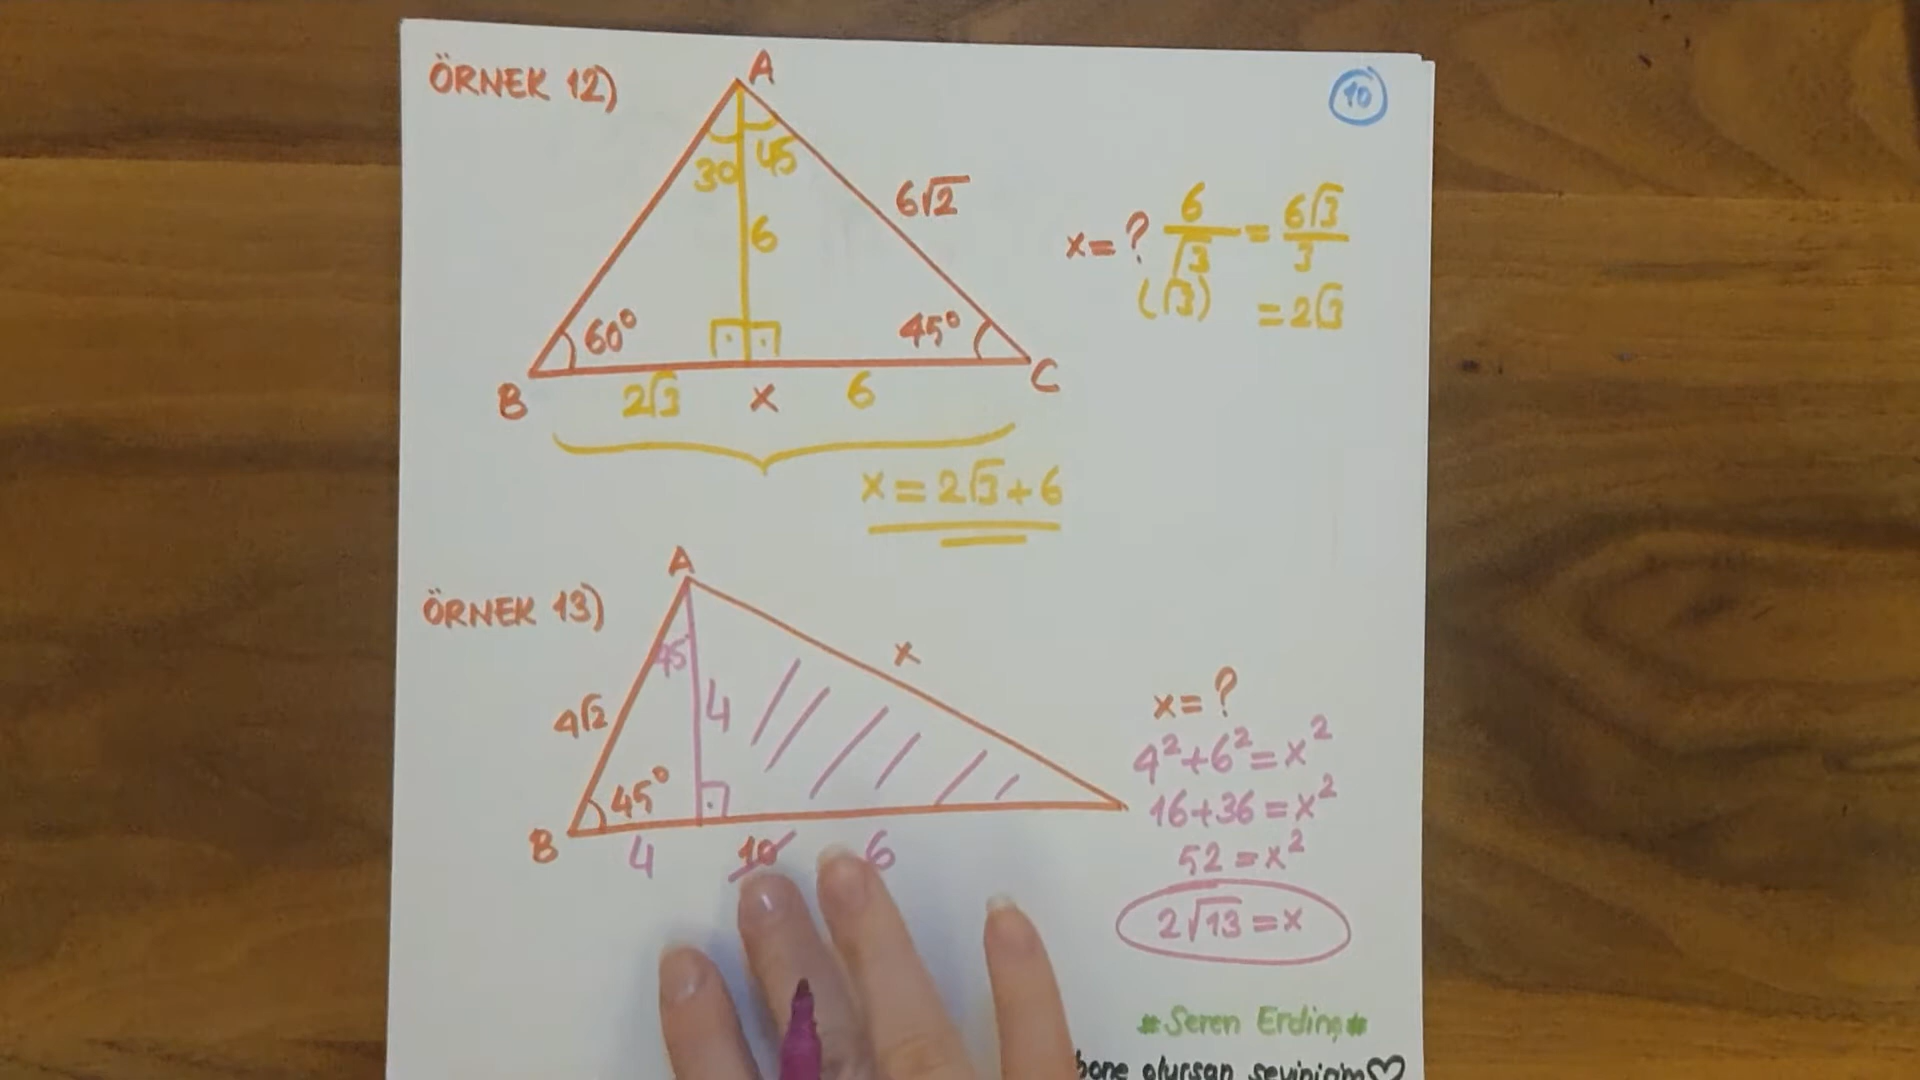 ÖRNEK 12)
A
10
30 45
6√2
6
x=? 6/√3 = 6√3/3
(√3) = 2√3
60° 45°
B 2√3 x 6 C
x = 2√3 + 6
A
ÖRNEK 13)
45
x
4√2
4
x=?
4²+6²=x²
45°
16+36=x²
B 4 10 6
52=x²
2√13=x
#Seren Erdinç#
olursan sevinirim♡